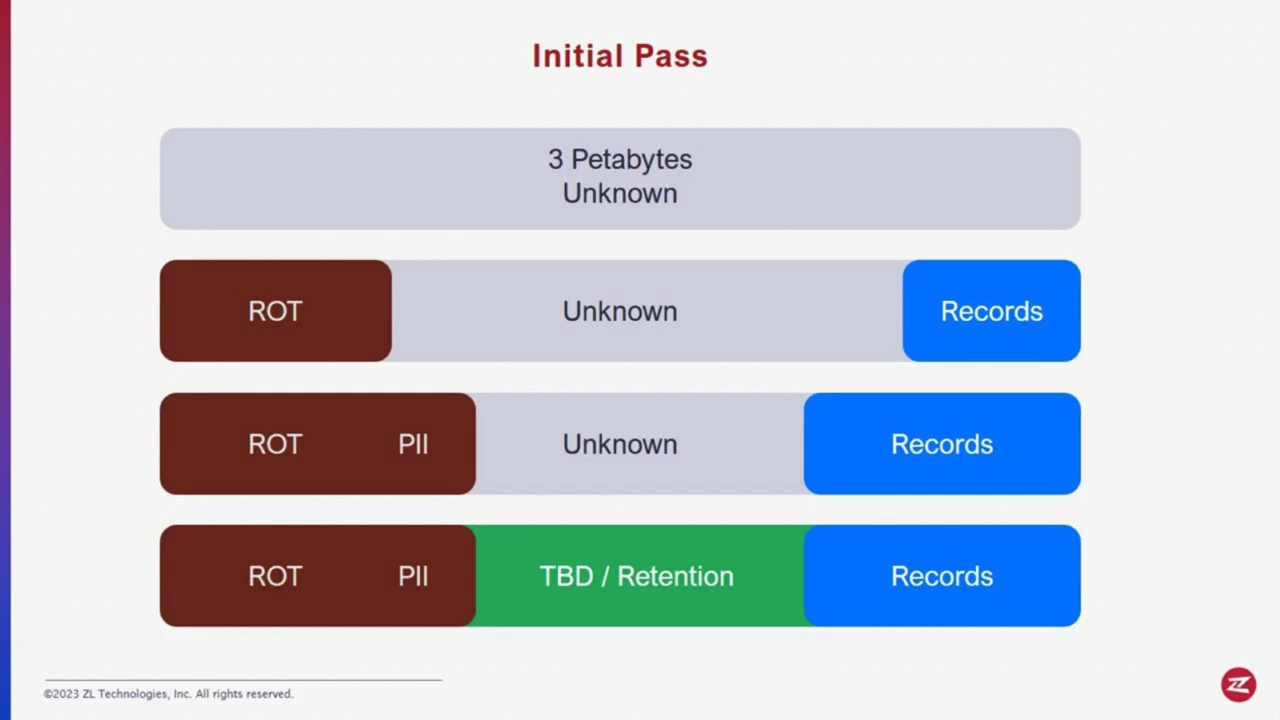 Initial Pass
3 Petabytes
Unknown
ROT Unknown Records
ROT PII Unknown Records
ROT PII TBD / Retention Records
©2023 ZL Technologies, Inc. All rights reserved.